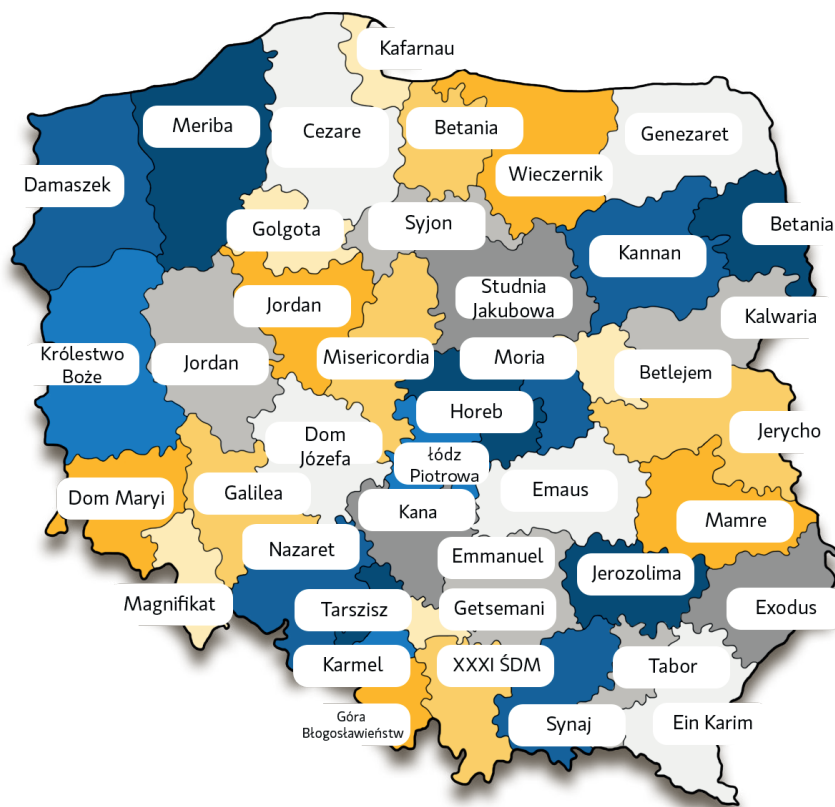 Kafarnau
Meriba
Cezare
Betania
Genezaret
Wieczernik
Damaszek
Golgota
Syjon
Betania
Kannan
Studnia
Jakubowa
Jordan
Kalwaria
Królestwo
Boże
Jordan
Misericordia
Moria
Betlejem
Horeb
Dom
Józefa
Jerycho
łódz
Piotrowa
Dom Maryi
Galilea
Emaus
Kana
Mamre
Nazaret
Emmanuel
Jerozolima
Magnifikat
Tarszisz
Getsemani
Exodus
Karmel
XXXI ŚDM
Tabor
Góra
Błogosławieństw
Synaj
Ein Karim